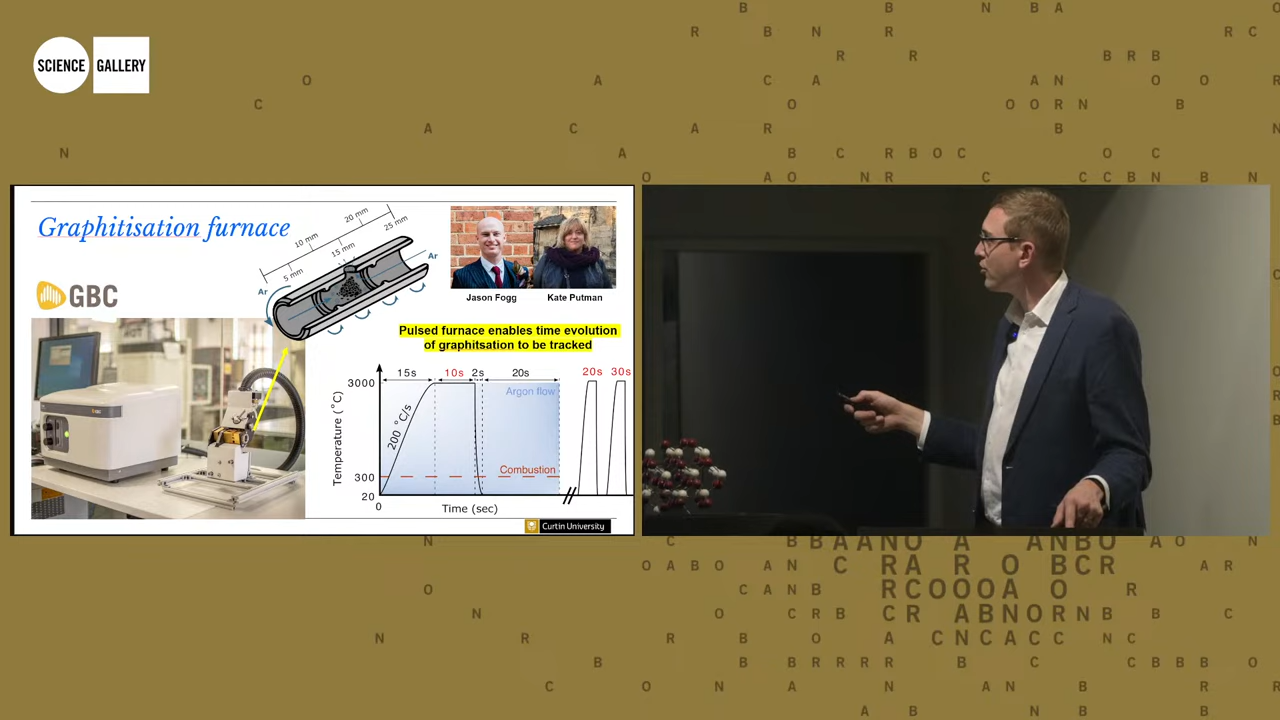 SCIENCE GALLERY
Graphitisation furnace
GBC
5 mm
10 mm
15 mm
20 mm
25 mm
Ar
Ar
Jason Fogg
Kate Putman
Pulsed furnace enables time evolution
of graphitsation to be tracked
15s 10s 2s 20s 20s 30s
3000
Argon flow
200 °C/s
Temperature (°C)
Combustion
300
20
0
Time (sec)
Curtin University